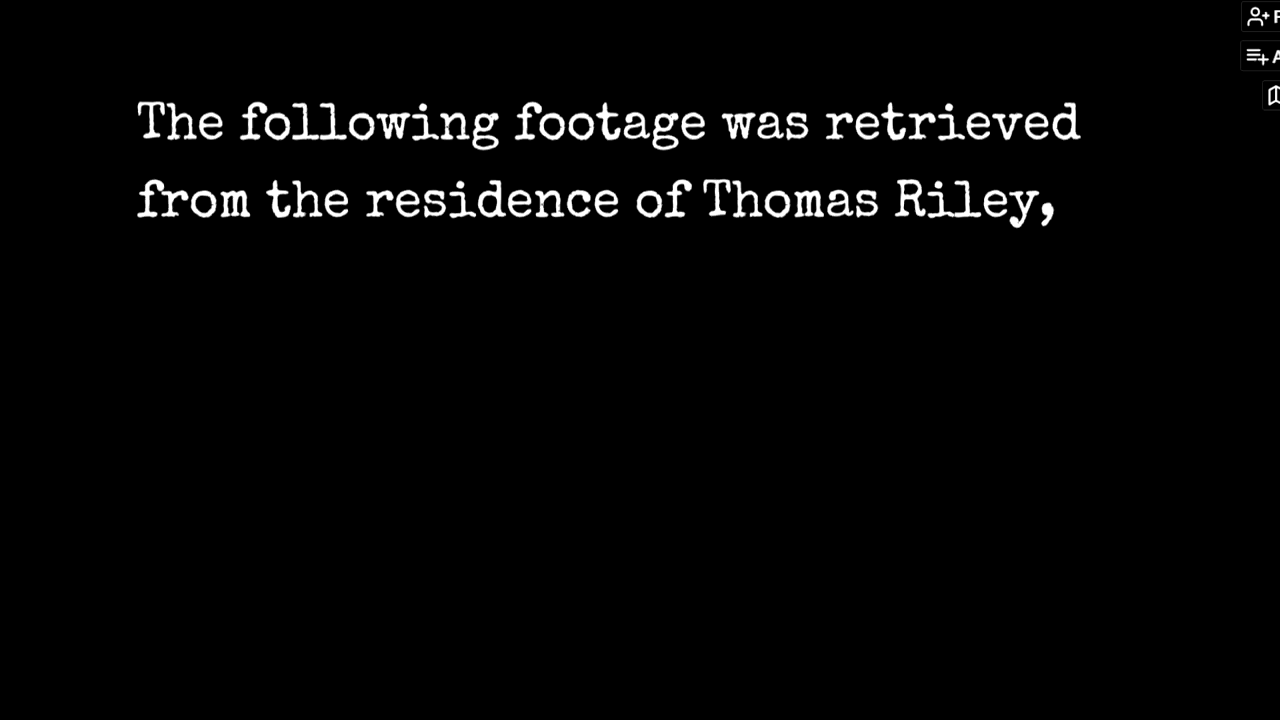 The following footage was retrieved
from the residence of Thomas Riley,